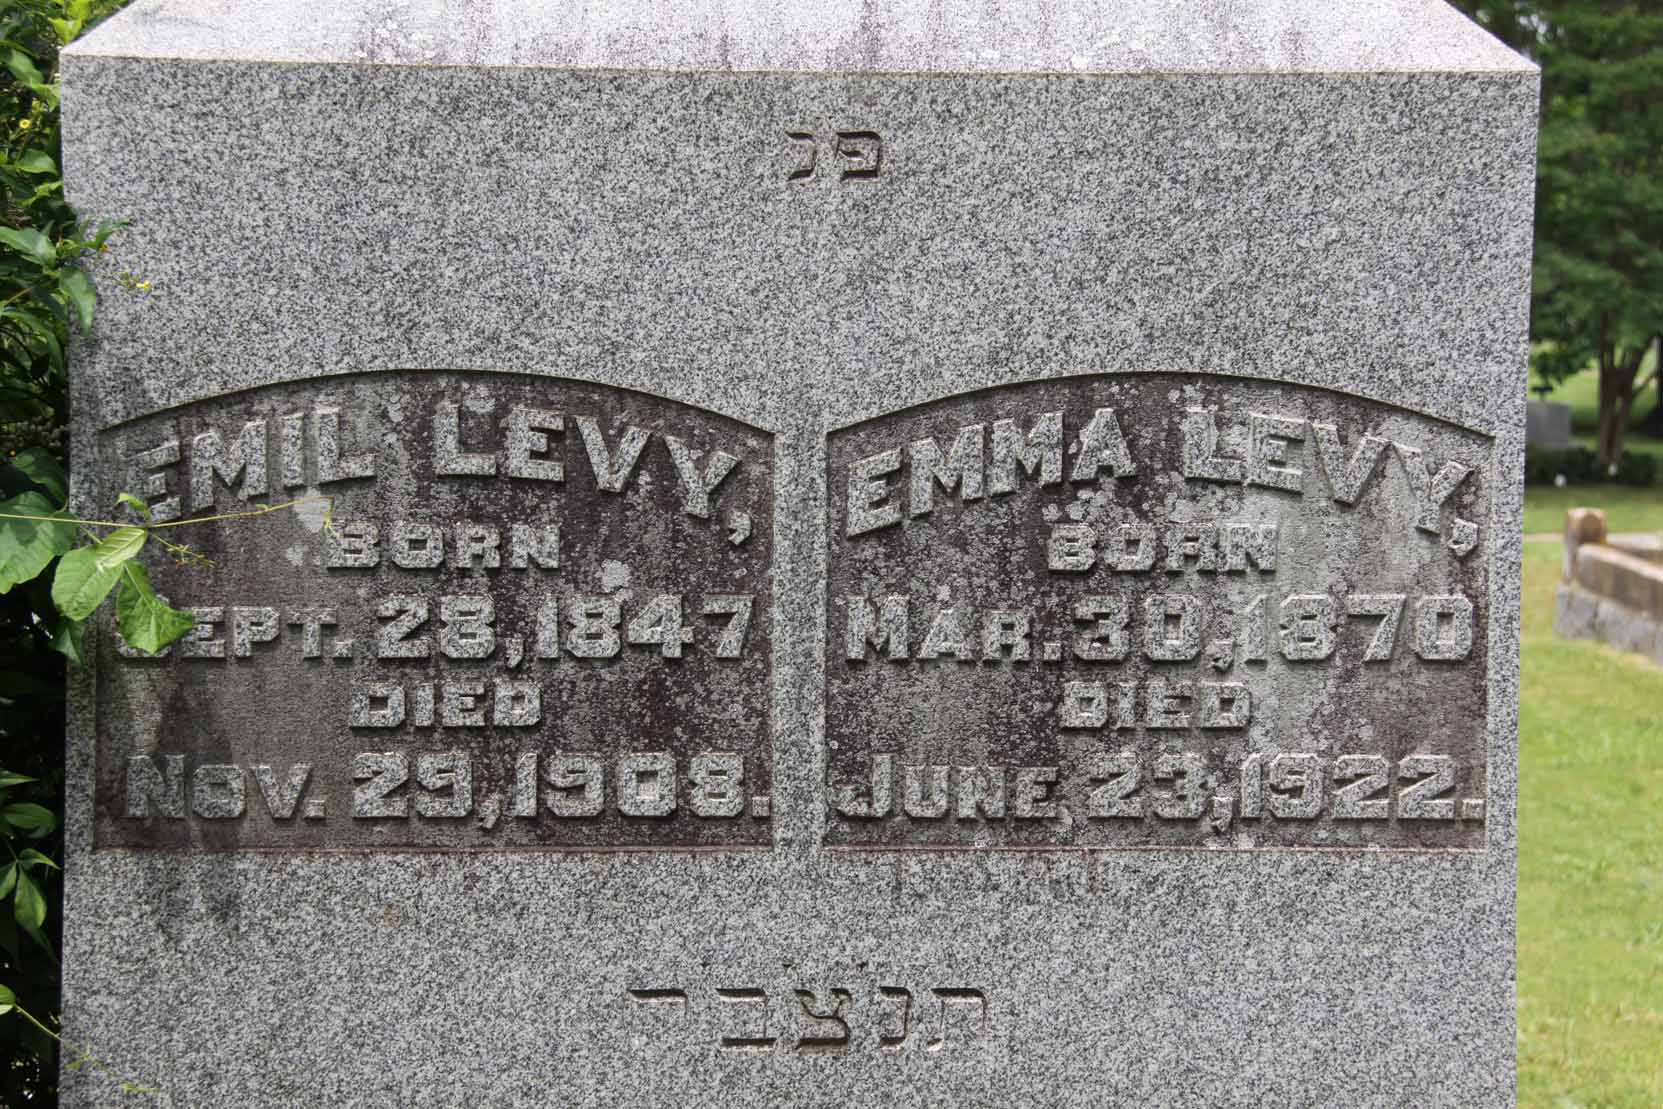 פנ
EMIL LEVY,
BORN
SEPT. 28, 1847
DIED
NOV. 29, 1908.
EMMA LEVY,
BORN
MAR. 30, 1870
DIED
JUNE 23, 1922.
תנצבר